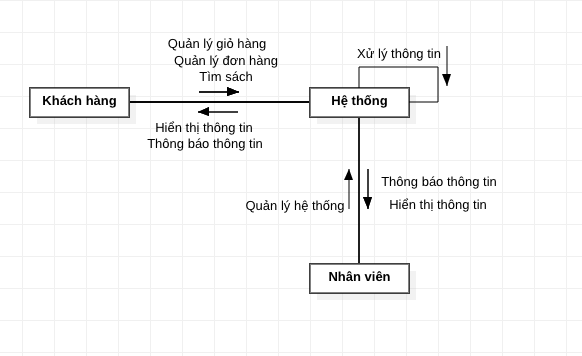 Quản lý giỏ hàng
Quản lý đơn hàng
Tìm sách
Xử lý thông tin
Khách hàng
Hệ thống
Hiển thị thông tin
Thông báo thông tin
Thông báo thông tin
Quản lý hệ thống
Hiển thị thông tin
Nhân viên